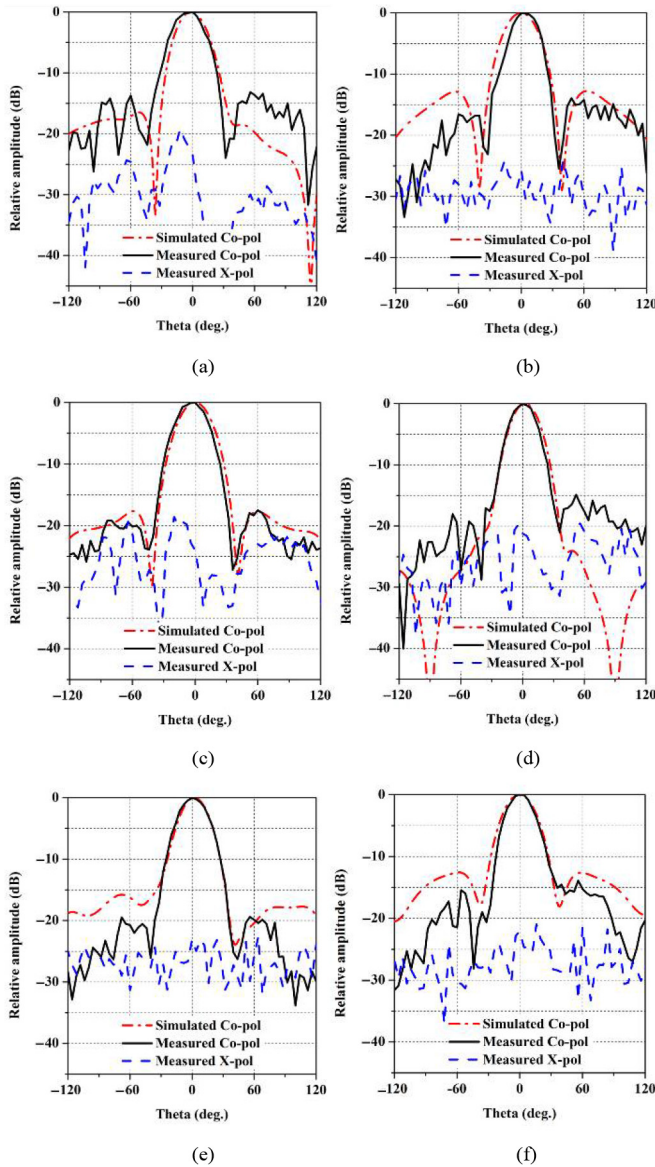 0
−10
−20
−30
−40
Relative amplitude (dB)
Simulated Co-pol
Measured Co-pol
Measured X-pol
−120 −60 0 60 120
Theta (deg.)
(a)
0
−10
−20
−30
−40
Relative amplitude (dB)
Simulated Co-pol
Measured Co-pol
Measured X-pol
−120 −60 0 60 120
Theta (deg.)
(b)
0
−10
−20
−30
−40
Relative amplitude (dB)
Simulated Co-pol
Measured Co-pol
Measured X-pol
−120 −60 0 60 120
Theta (deg.)
(c)
0
−10
−20
−30
−40
Relative amplitude (dB)
Simulated Co-pol
Measured Co-pol
Measured X-pol
−120 −60 0 60 120
Theta (deg.)
(d)
0
−10
−20
−30
−40
Relative amplitude (dB)
Simulated Co-pol
Measured Co-pol
Measured X-pol
−120 −60 0 60 120
Theta (deg.)
(e)
0
−10
−20
−30
−40
Relative amplitude (dB)
Simulated Co-pol
Measured Co-pol
Measured X-pol
−120 −60 0 60 120
Theta (deg.)
(f)